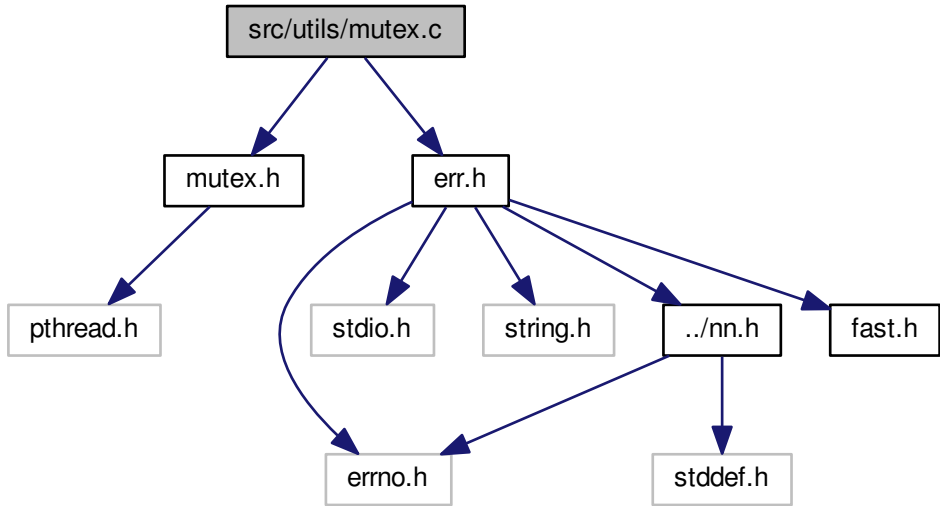 src/utils/mutex.c
mutex.h
err.h
pthread.h
stdio.h
string.h
../nn.h
fast.h
errno.h
stddef.h